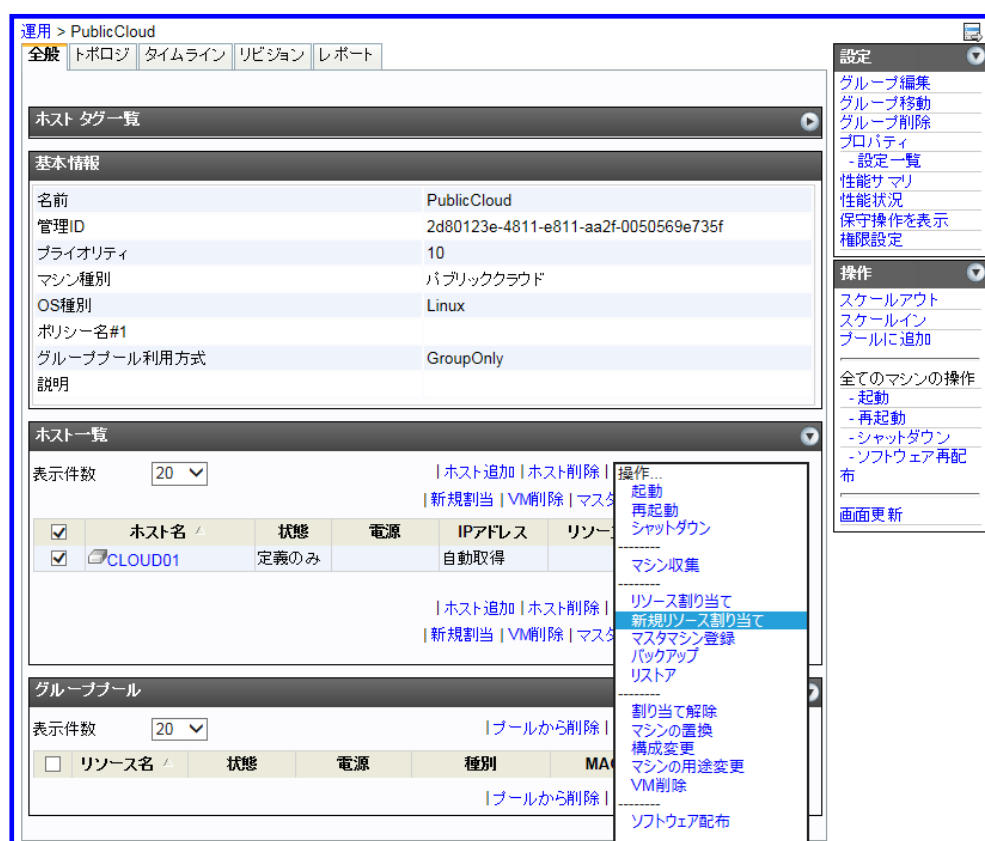 運用 > PublicCloud
全般 トポロジ タイムライン リビジョン レポート
ホスト タグ一覧
基本情報
名前 PublicCloud
管理ID 2d80123e-4811-e811-aa2f-0050569e735f
プライオリティ 10
マシン種別 パブリッククラウド
OS種別 Linux
ポリシー名#1
グループプール利用方式 GroupOnly
説明
ホスト一覧
表示件数 20 | ホスト追加 | ホスト削除 |
| 新規割当 | VM削除 | マスタ
ホスト名 状態 電源 IPアドレス リソー
CLOUD01 定義のみ 自動取得
| ホスト追加 | ホスト削除 |
| 新規割当 | VM削除 | マスタ
グループプール
表示件数 20 | プールから削除 |
リソース名 状態 電源 種別 MA
| プールから削除 |
操作...
起動
再起動
シャットダウン
--------
マシン収集
--------
リソース割り当て
新規リソース割り当て
マスタマシン登録
バックアップ
リストア
--------
割り当て解除
マシンの置換
構成変更
マシンの用途変更
VM削除
--------
ソフトウェア配布
設定
グループ編集
グループ移動
グループ削除
プロパティ
- 設定一覧
性能サマリ
性能状況
保守操作を表示
権限設定
操作
スケールアウト
スケールイン
プールに追加
全てのマシンの操作
- 起動
- 再起動
- シャットダウン
- ソフトウェア再配
布
画面更新